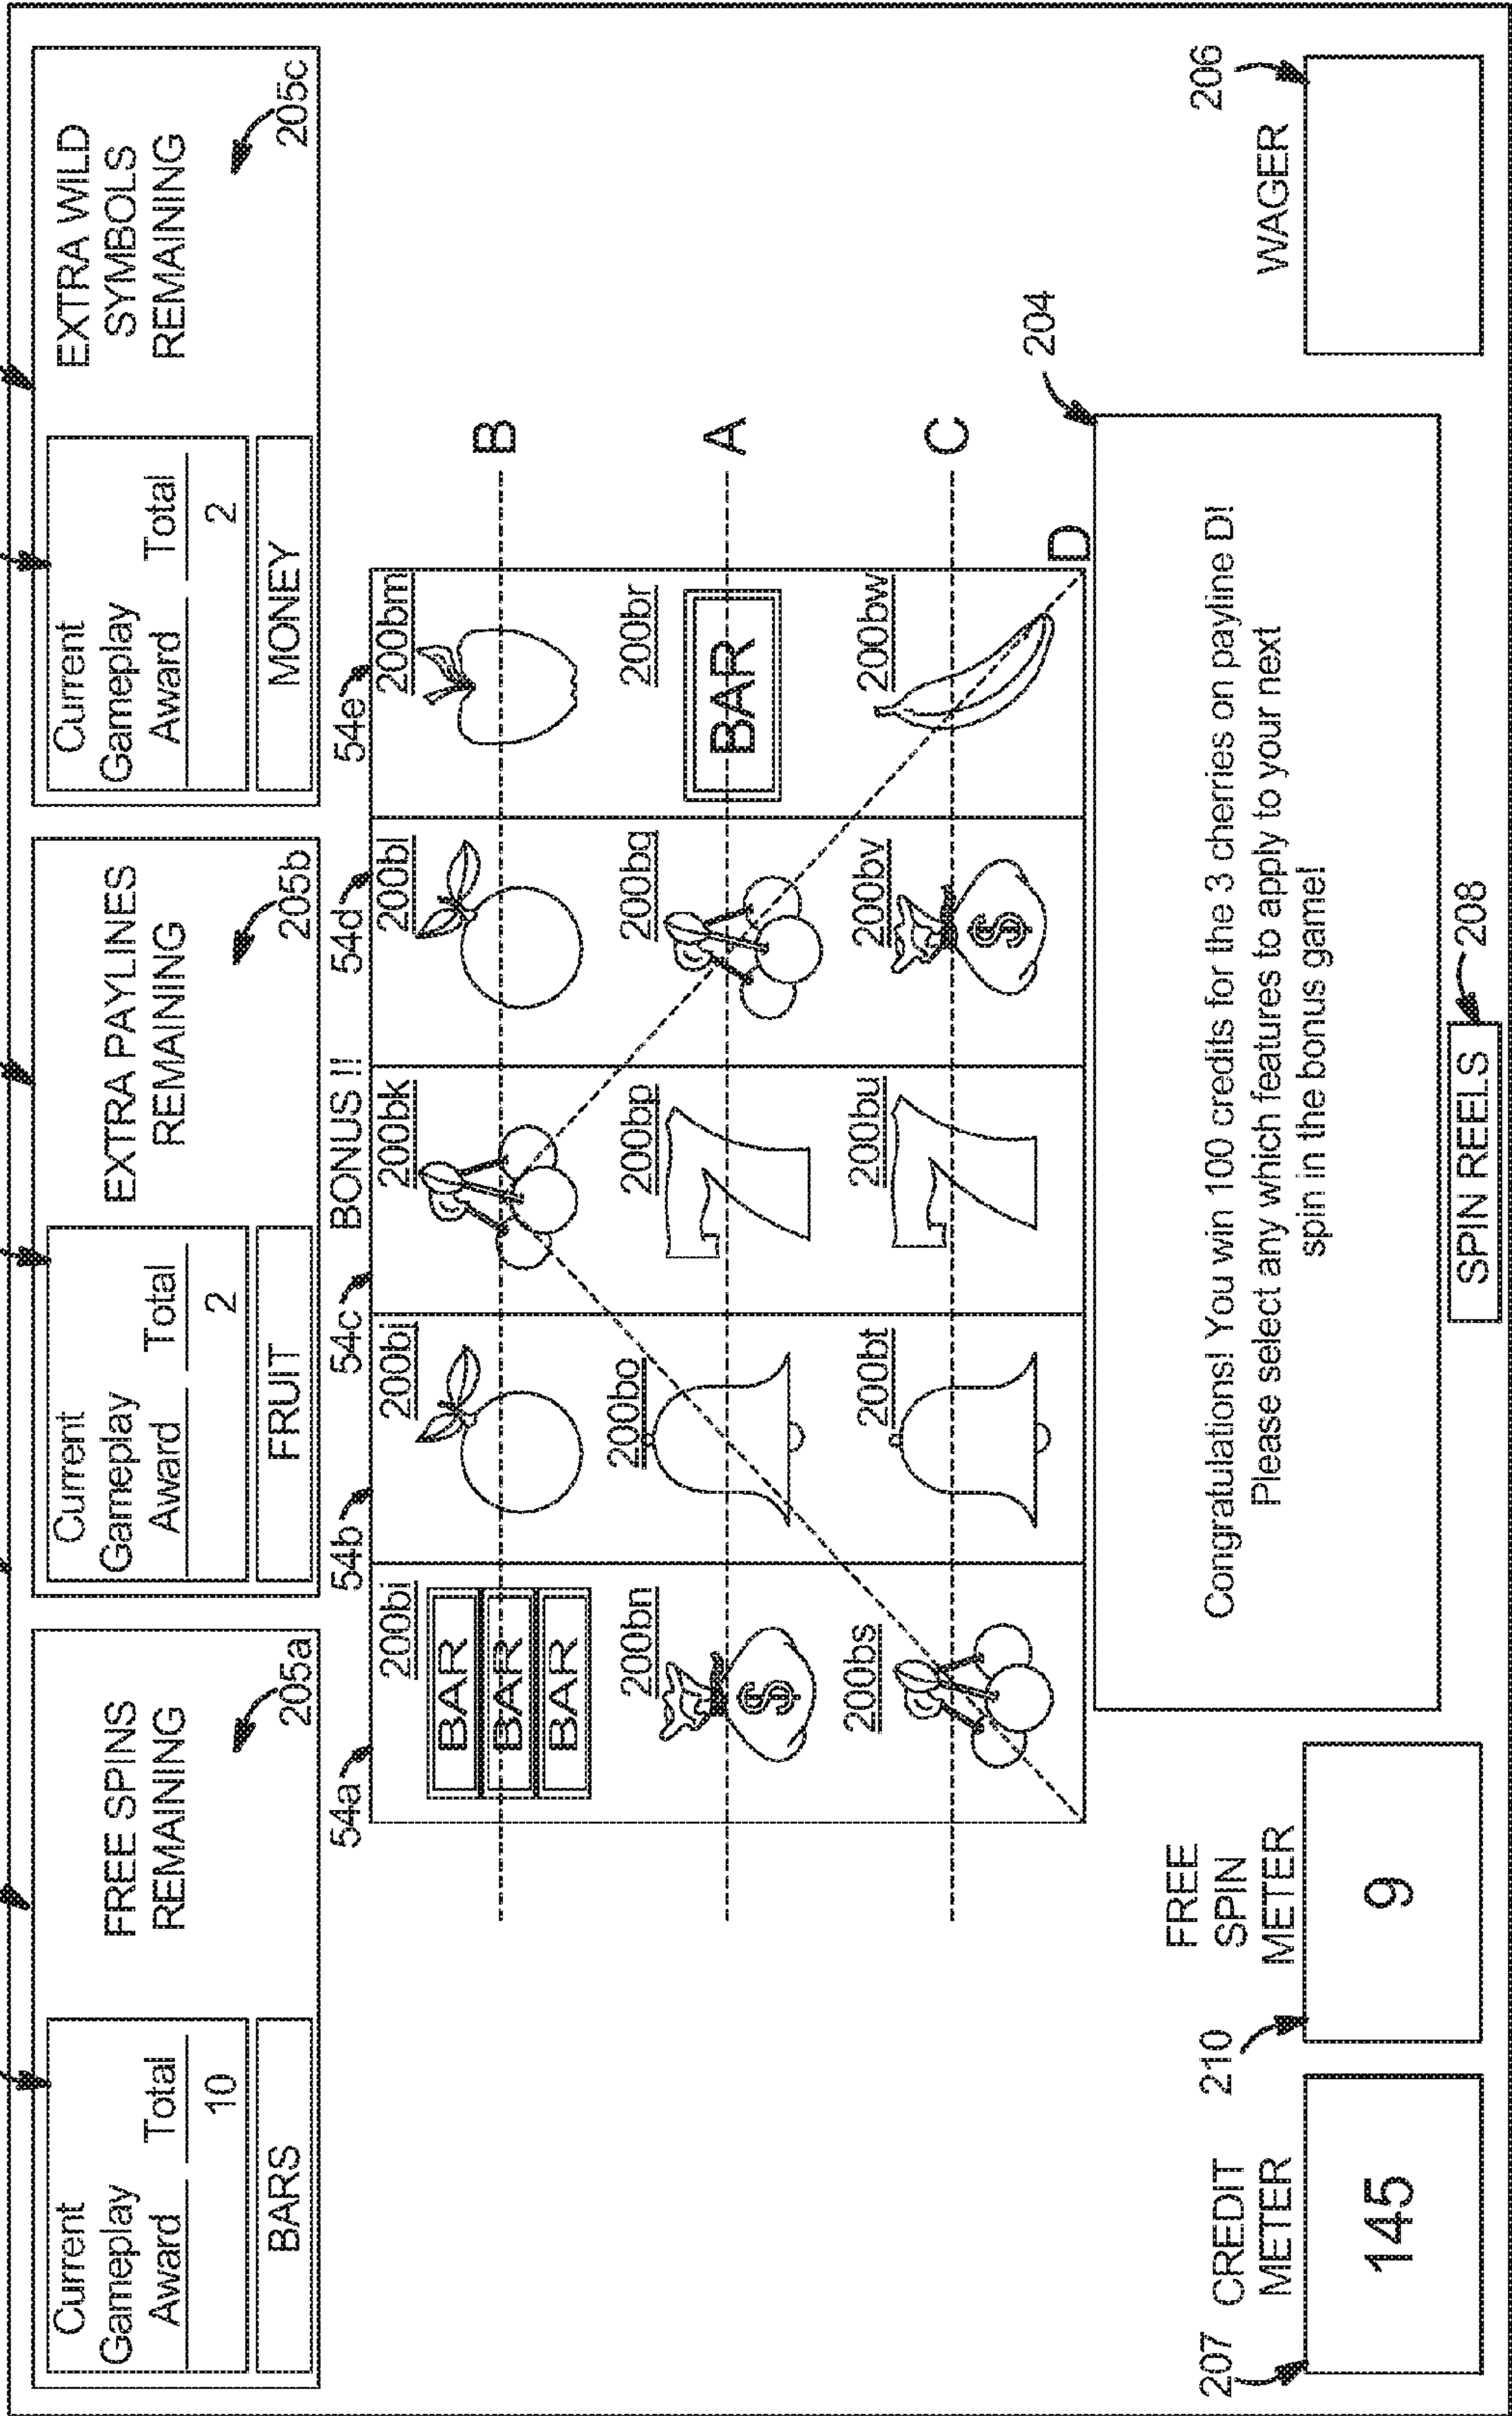 Current
Gameplay
Award Total
10
BARS
FREE SPINS
REMAINING
205a
Current
Gameplay
Award Total
2
FRUIT
EXTRA PAYLINES
REMAINING
205b
Current
Gameplay
Award Total
2
MONEY
EXTRA WILD
SYMBOLS
REMAINING
205c
54a
54b
54c
BONUS !!
54d
54e
200bi
200bj
200bk
200bl
200bm
BAR
BAR
BAR
B
200bn
200bo
200bp
200bq
200br
BAR
A
200bs
200bt
200bu
200bv
200bw
$
$
7
7
C
D
204
Congratulations! You win 100 credits for the 3 cherries on payline D!
Please select any which features to apply to your next
spin in the bonus game!
207
CREDIT
METER
145
210
FREE
SPIN
METER
9
SPIN REELS
208
WAGER
206